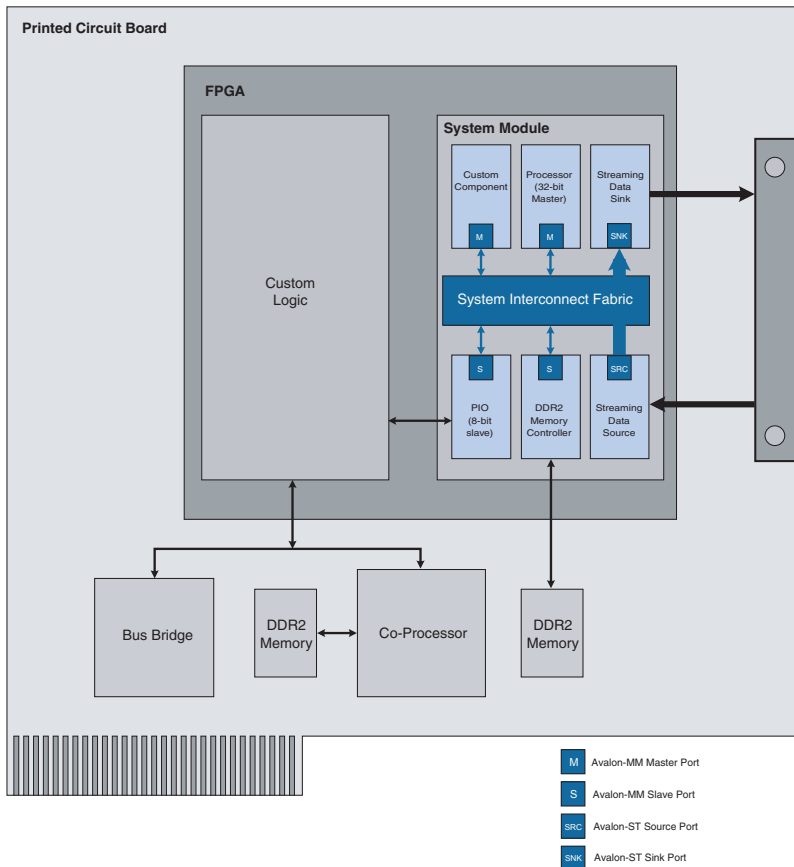 Printed Circuit Board
FPGA
System Module
Custom
Component
M
Processor
(32-bit
Master)
M
Streaming
Data
Sink
SNK
Custom
Logic
System Interconnect Fabric
S
PIO
(8-bit
slave)
S
DDR2
Memory
Controller
SRC
Streaming
Data
Source
Bus Bridge
DDR2
Memory
Co-Processor
DDR2
Memory
M Avalon-MM Master Port
S Avalon-MM Slave Port
SRC Avalon-ST Source Port
SNK Avalon-ST Sink Port